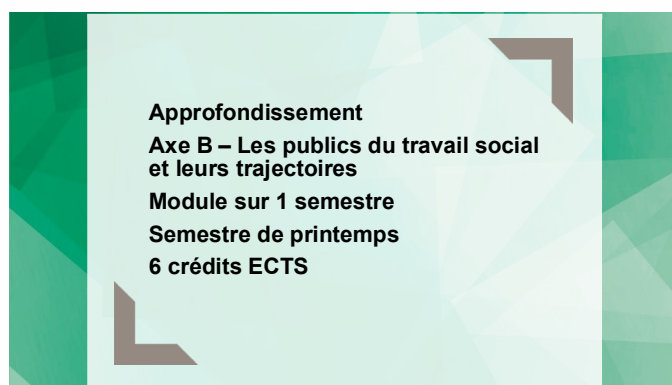 Approfondissement
Axe B – Les publics du travail social
et leurs trajectoires
Module sur 1 semestre
Semestre de printemps
6 crédits ECTS